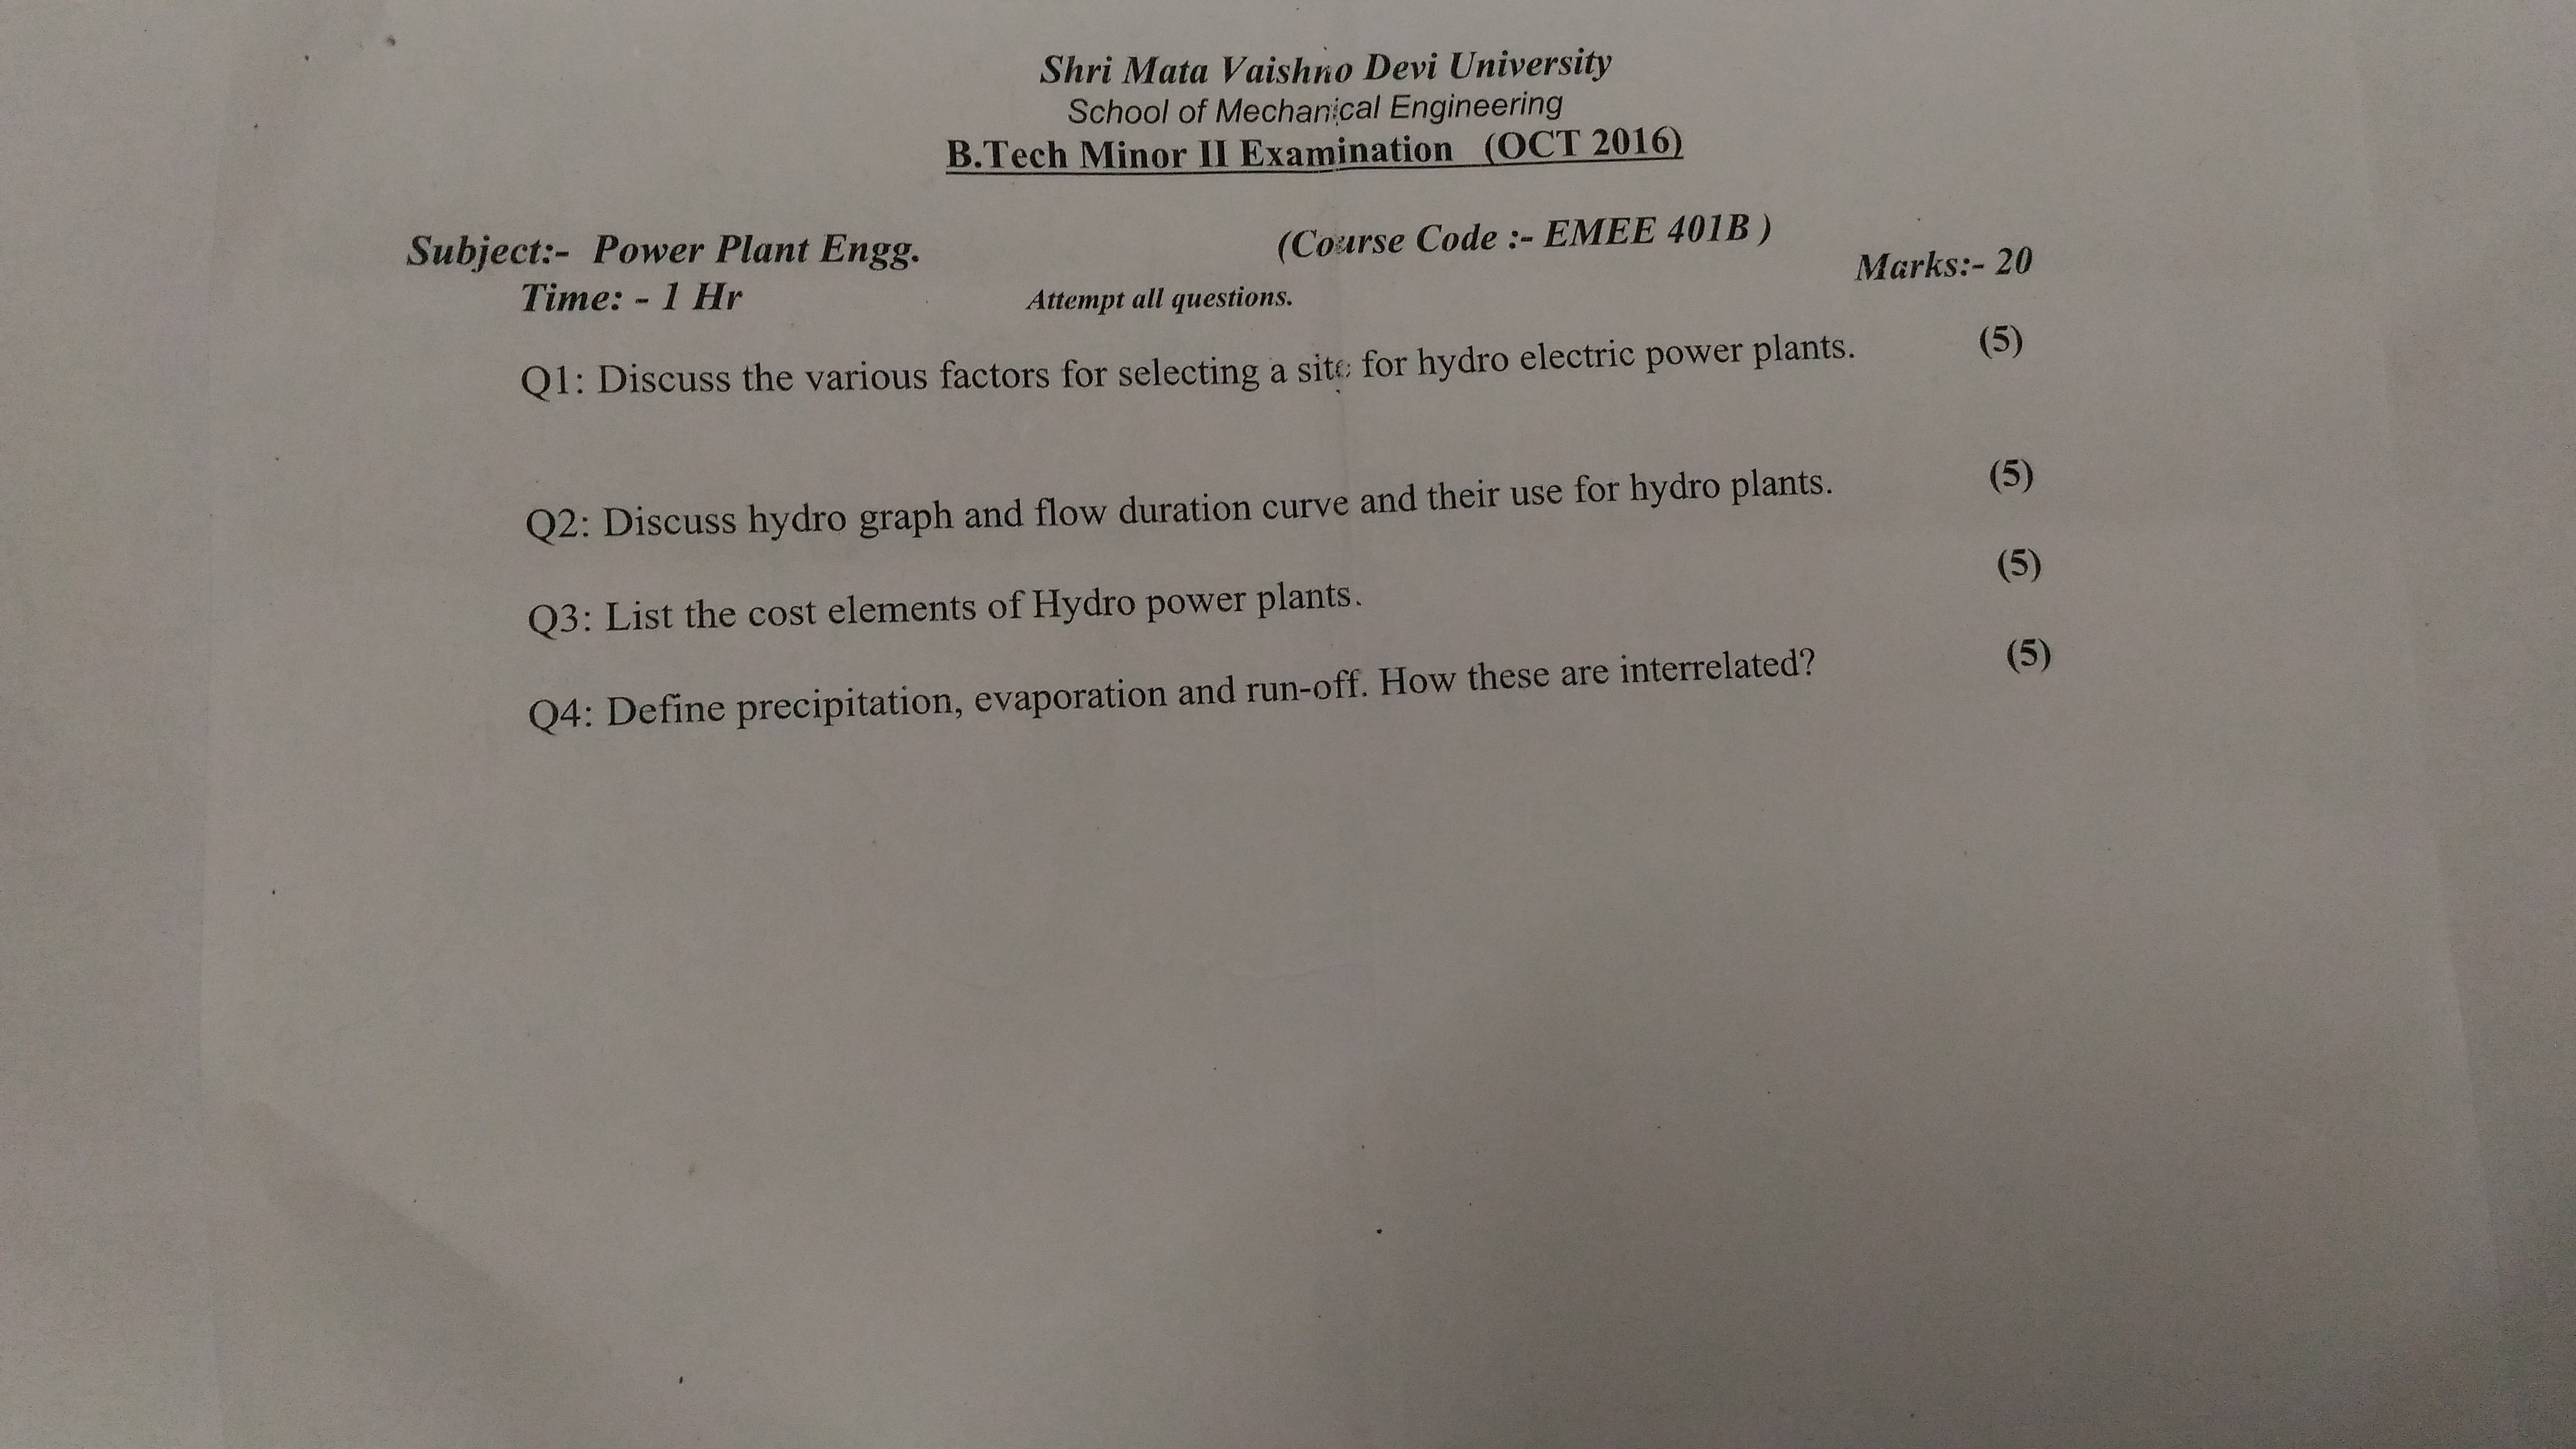 Shri Mata Vaishno Devi University
School of Mechanical Engineering
B.Tech Minor II Examination (OCT 2016)
Subject:- Power Plant Engg. (Course Code :- EMEE 401B )
Marks:- 20
Time: - 1 Hr Attempt all questions.
Q1: Discuss the various factors for selecting a site for hydro electric power plants. (5)
Q2: Discuss hydro graph and flow duration curve and their use for hydro plants. (5)
Q3: List the cost elements of Hydro power plants. (5)
Q4: Define precipitation, evaporation and run-off. How these are interrelated? (5)